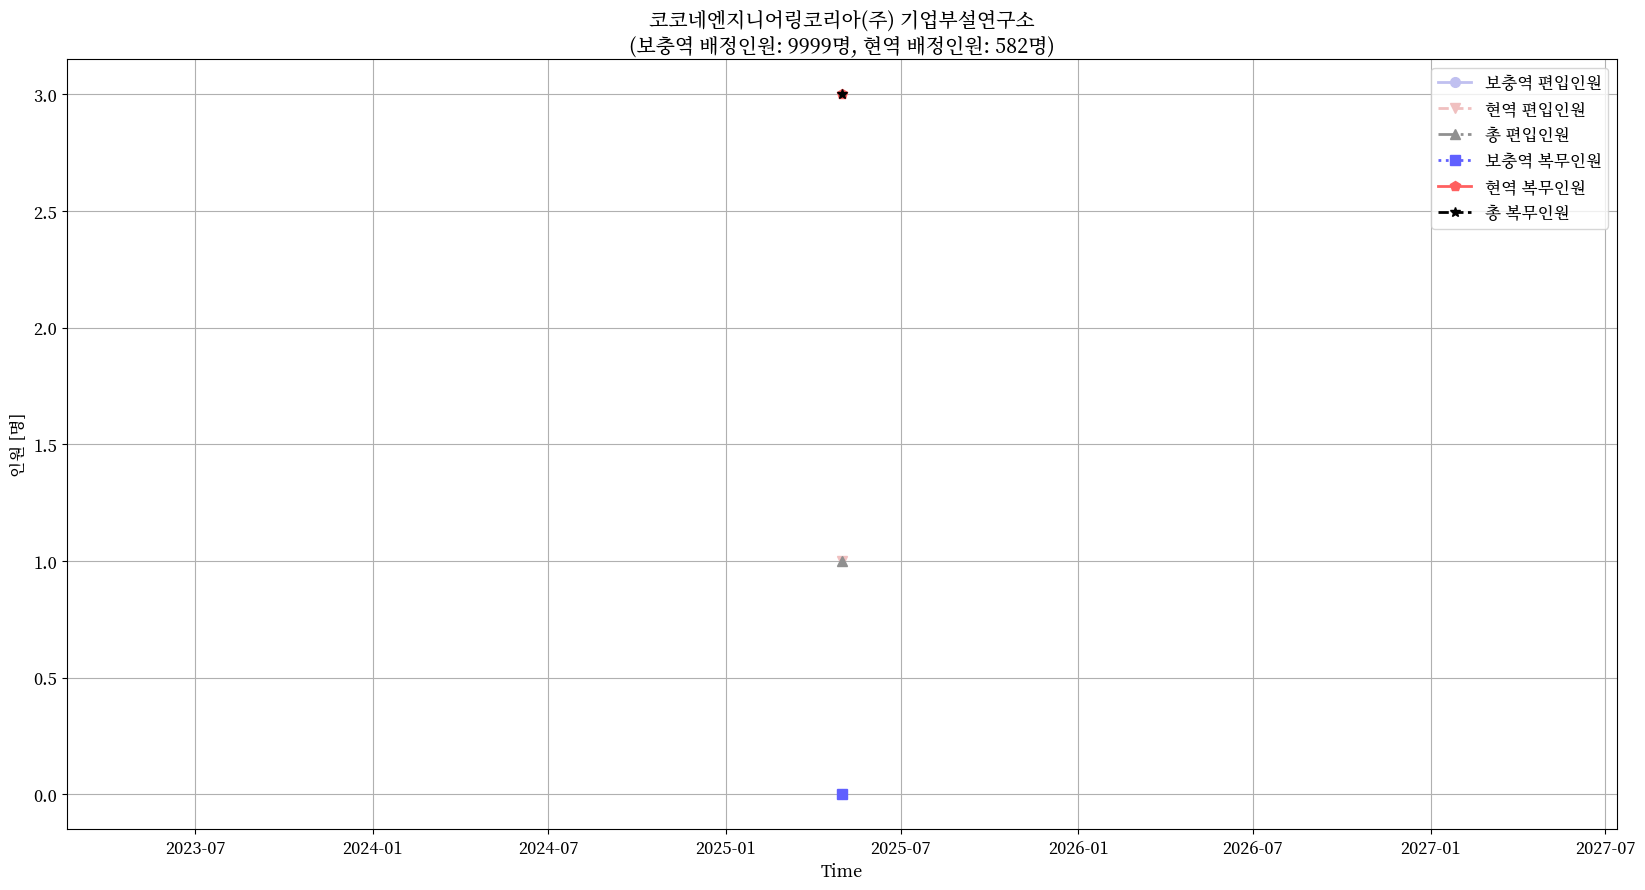 코코네엔지니어링코리아(주) 기업부설연구소
(보충역 배정인원: 9999명, 현역 배정인원: 582명)
보충역 편입인원
현역 편입인원
총 편입인원
보충역 복무인원
현역 복무인원
총 복무인원
인원 [명]
3.0
2.5
2.0
1.5
1.0
0.5
0.0
2023-07 2024-01 2024-07 2025-01 2025-07 2026-01 2026-07 2027-01 2027-07
Time